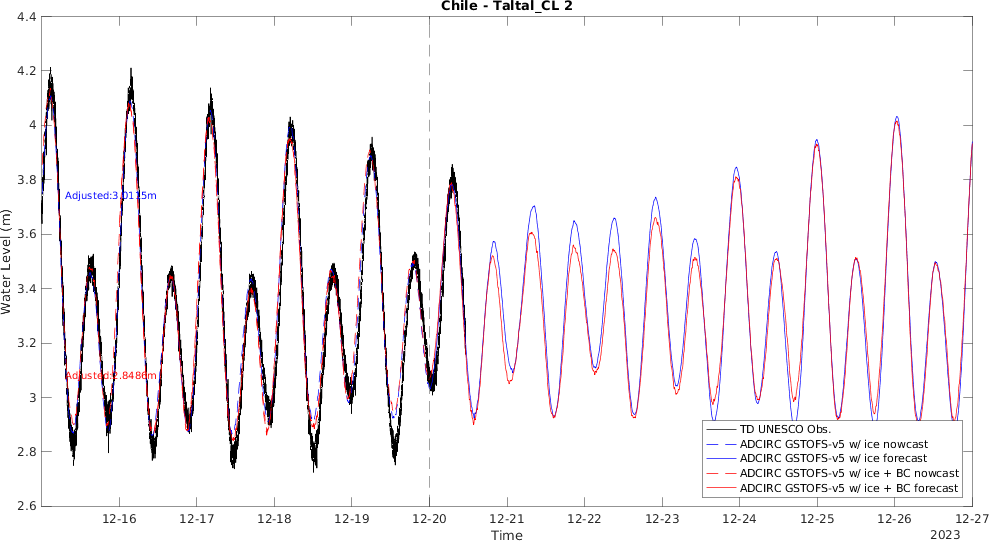 Chile - Taltal_CL 2
4.4
4.2
4
3.8
3.6
3.4
3.2
3
2.8
2.6
Water Level (m)
Adjusted:3.0115m
Adjusted:2.8486m
TD UNESCO Obs.
ADCIRC GSTOFS-v5 w/ ice nowcast
ADCIRC GSTOFS-v5 w/ ice forecast
ADCIRC GSTOFS-v5 w/ ice + BC nowcast
ADCIRC GSTOFS-v5 w/ ice + BC forecast
12-16 12-17 12-18 12-19 12-20 12-21 12-22 12-23 12-24 12-25 12-26 12-27
Time
2023